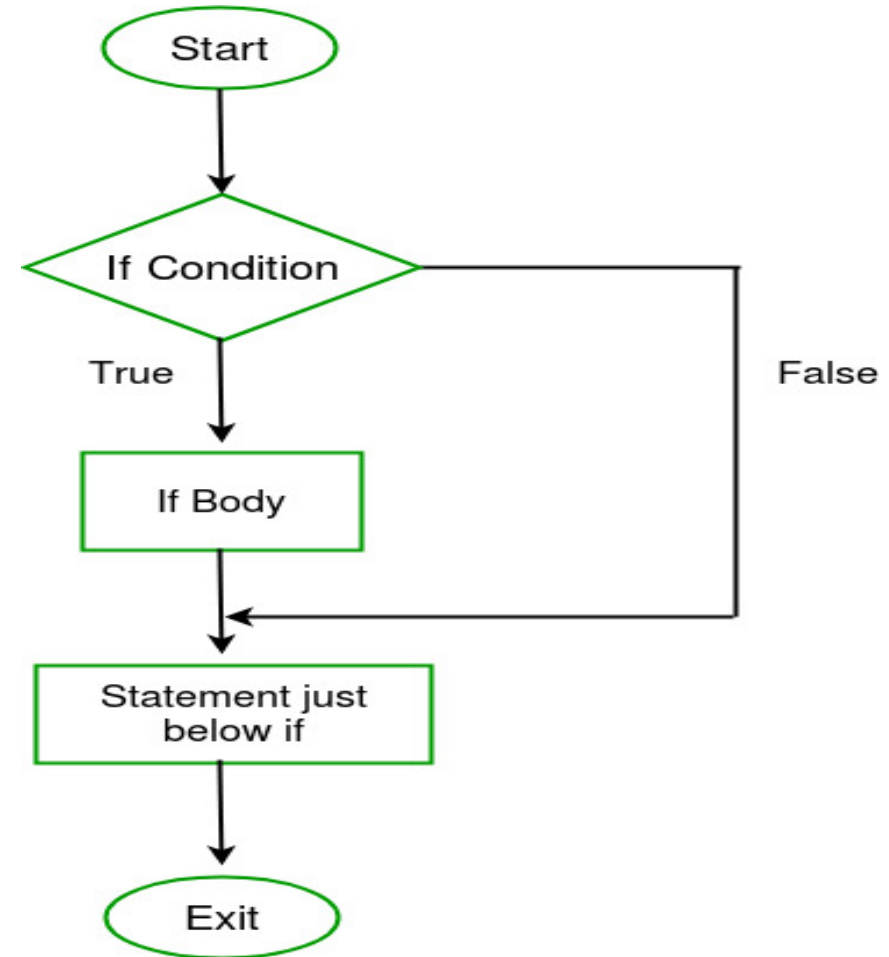 Start
If Condition
True
False
If Body
Statement just
below if
Exit